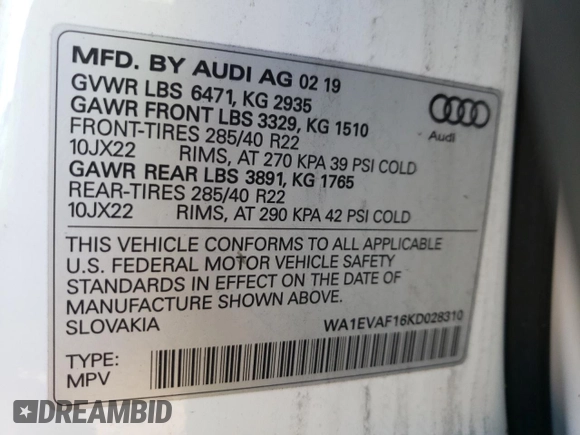 MFD. BY AUDI AG 02 19
GVWR LBS 6471, KG 2935
GAWR FRONT LBS 3329, KG 1510
FRONT-TIRES 285/40 R22
10JX22 RIMS, AT 270 KPA 39 PSI COLD
GAWR REAR LBS 3891, KG 1765
REAR-TIRES 285/40 R22
10JX22 RIMS, AT 290 KPA 42 PSI COLD
Audi
THIS VEHICLE CONFORMS TO ALL APPLICABLE
U.S. FEDERAL MOTOR VEHICLE SAFETY
STANDARDS IN EFFECT ON THE DATE OF
MANUFACTURE SHOWN ABOVE.
SLOVAKIA WA1EVAF16KD028310
TYPE:
MPV
DREAMBID